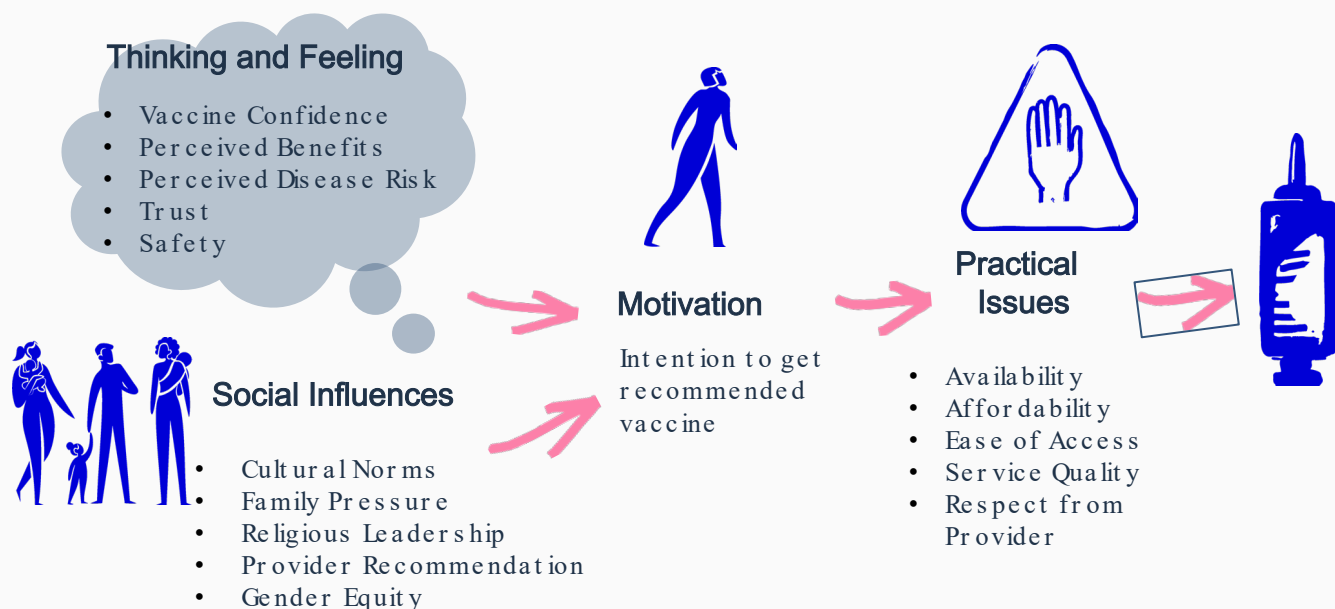 Thinking and Feeling
• Vaccine Confidence
• Perceived Benefits
• Perceived Disease Risk
• Trust
• Safety
Social Influences
• Cultural Norms
• Family Pressure
• Religious Leadership
• Provider Recommendation
• Gender Equity
Motivation
Intention to get
recommended
vaccine
Practical
Issues
• Availability
• Affordability
• Ease of Access
• Service Quality
• Respect from
Provider